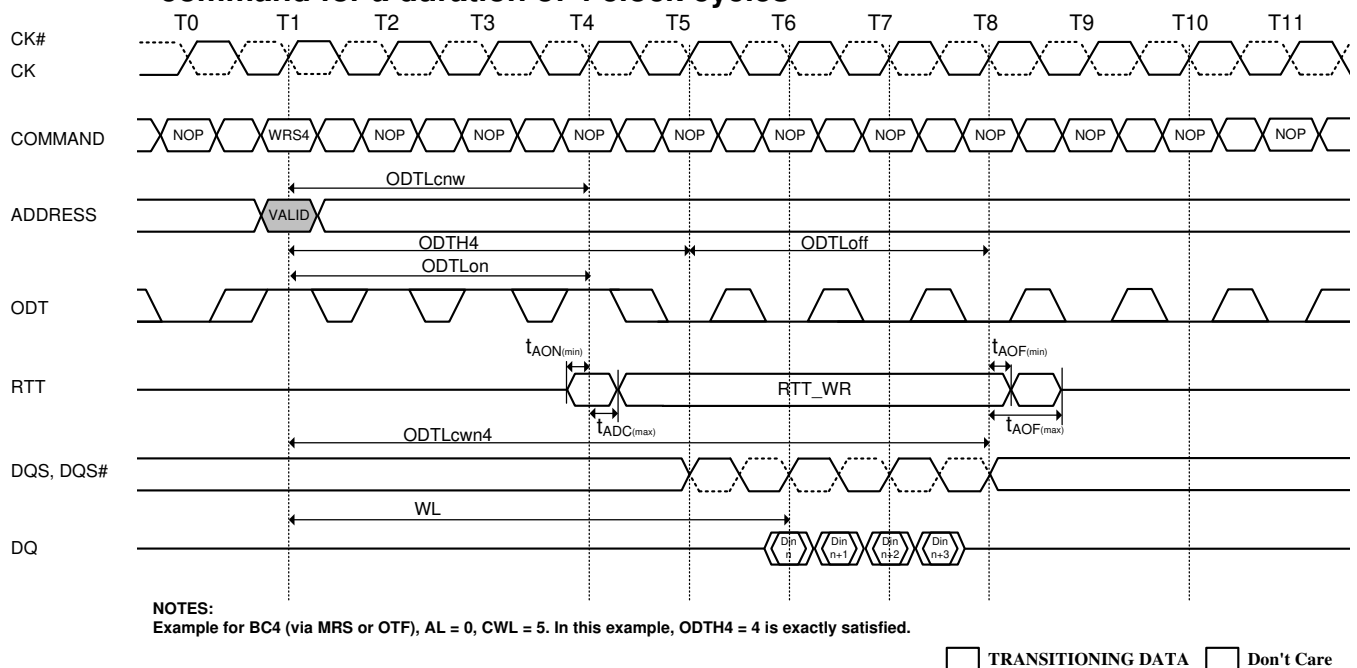 command for a duration of 4 clock cycles
T0 T1 T2 T3 T4 T5 T6 T7 T8 T9 T10 T11
CK#
CK
COMMAND NOP WRS4 NOP NOP NOP NOP NOP NOP NOP NOP NOP NOP
ODTLcnw
ADDRESS VALID
ODTH4 ODTLoff
ODTLon
ODT
tAON(min) tAOF(min)
RTT RTT_WR
tADC(max) tAOF(max)
ODTLcwn4
DQS, DQS#
WL
DQ Din n Din n+1 Din n+2 Din n+3
NOTES:
Example for BC4 (via MRS or OTF), AL = 0, CWL = 5. In this example, ODTH4 = 4 is exactly satisfied.
TRANSITIONING DATA Don't Care